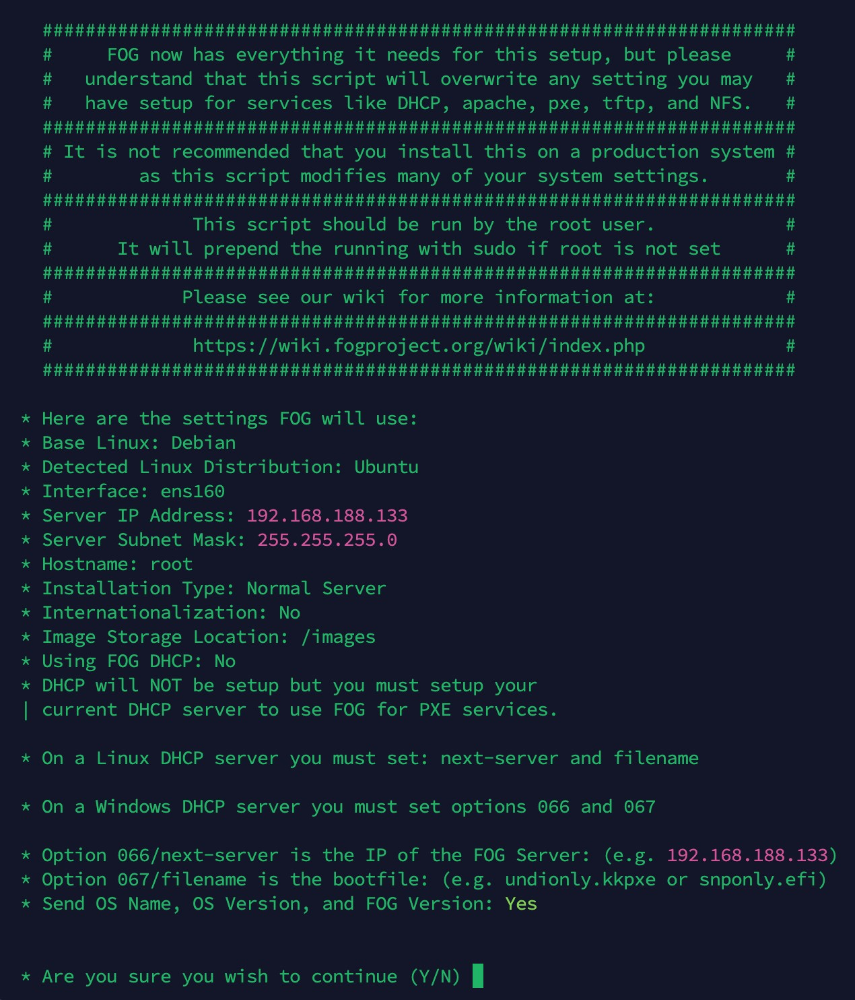 ######################################################################
#     FOG now has everything it needs for this setup, but please     #
#   understand that this script will overwrite any setting you may   #
#   have setup for services like DHCP, apache, pxe, tftp, and NFS.   #
######################################################################
# It is not recommended that you install this on a production system #
#        as this script modifies many of your system settings.       #
######################################################################
#             This script should be run by the root user.            #
#      It will prepend the running with sudo if root is not set      #
######################################################################
#            Please see our wiki for more information at:            #
######################################################################
#             https://wiki.fogproject.org/wiki/index.php             #
######################################################################
* Here are the settings FOG will use:
* Base Linux: Debian
* Detected Linux Distribution: Ubuntu
* Interface: ens160
* Server IP Address: 192.168.188.133
* Server Subnet Mask: 255.255.255.0
* Hostname: root
* Installation Type: Normal Server
* Internationalization: No
* Image Storage Location: /images
* Using FOG DHCP: No
* DHCP will NOT be setup but you must setup your
| current DHCP server to use FOG for PXE services.
* On a Linux DHCP server you must set: next-server and filename
* On a Windows DHCP server you must set options 066 and 067
* Option 066/next-server is the IP of the FOG Server: (e.g. 192.168.188.133)
* Option 067/filename is the bootfile: (e.g. undionly.kkpxe or snponly.efi)
* Send OS Name, OS Version, and FOG Version: Yes
* Are you sure you wish to continue (Y/N)